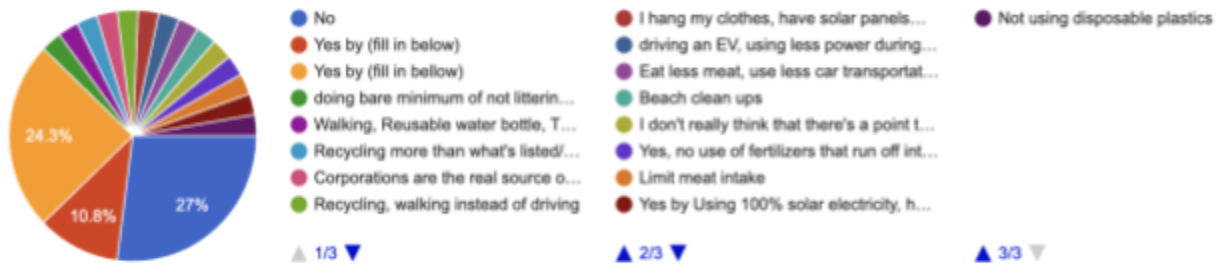 24.3%
10.8%
27%
No
Yes by (fill in below)
Yes by (fill in bellow)
doing bare minimum of not litterin...
Walking, Reusable water bottle, T...
Recycling more than what's listed/...
Corporations are the real source o...
Recycling, walking instead of driving
1/3
I hang my clothes, have solar panels...
driving an EV, using less power during...
Eat less meat, use less car transportat...
Beach clean ups
I don't really think that there's a point t...
Yes, no use of fertilizers that run off int...
Limit meat intake
Yes by Using 100% solar electricity, h...
2/3
Not using disposable plastics
3/3